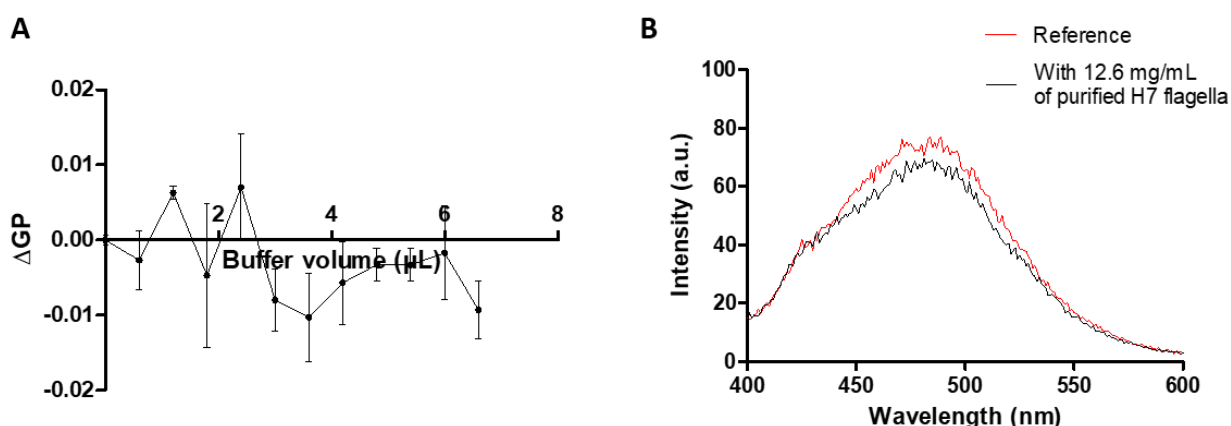 A
0.02
0.01
0.00
-0.01
-0.02
ΔGP
2
4
6
8
Buffer volume (µL)
B
Reference
With 12.6 mg/mL
of purified H7 flagella
100
80
60
40
20
0
Intensity (a.u.)
400
450
500
550
600
Wavelength (nm)